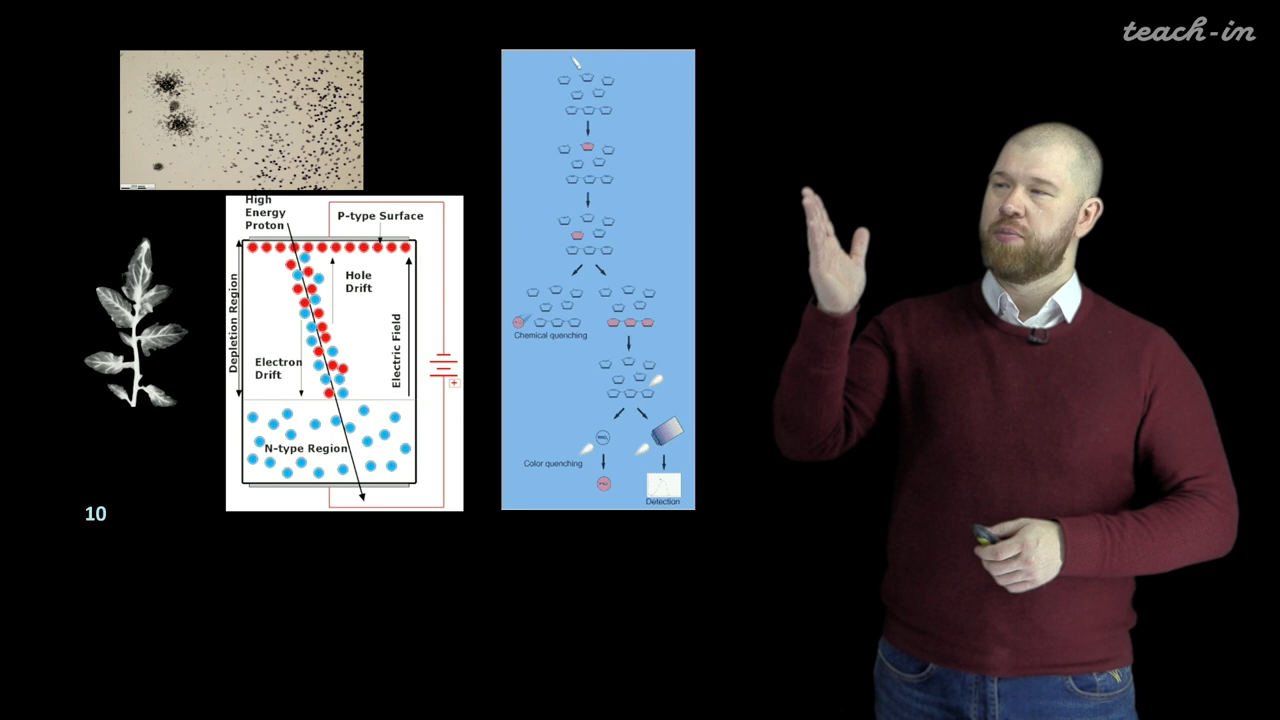 teach-in
High
Energy
Proton
P-type Surface
Hole
Drift
Depletion Region
Electric Field
Electron
Drift
+
N-type Region
Chemical quenching
Color quenching
Detection
10